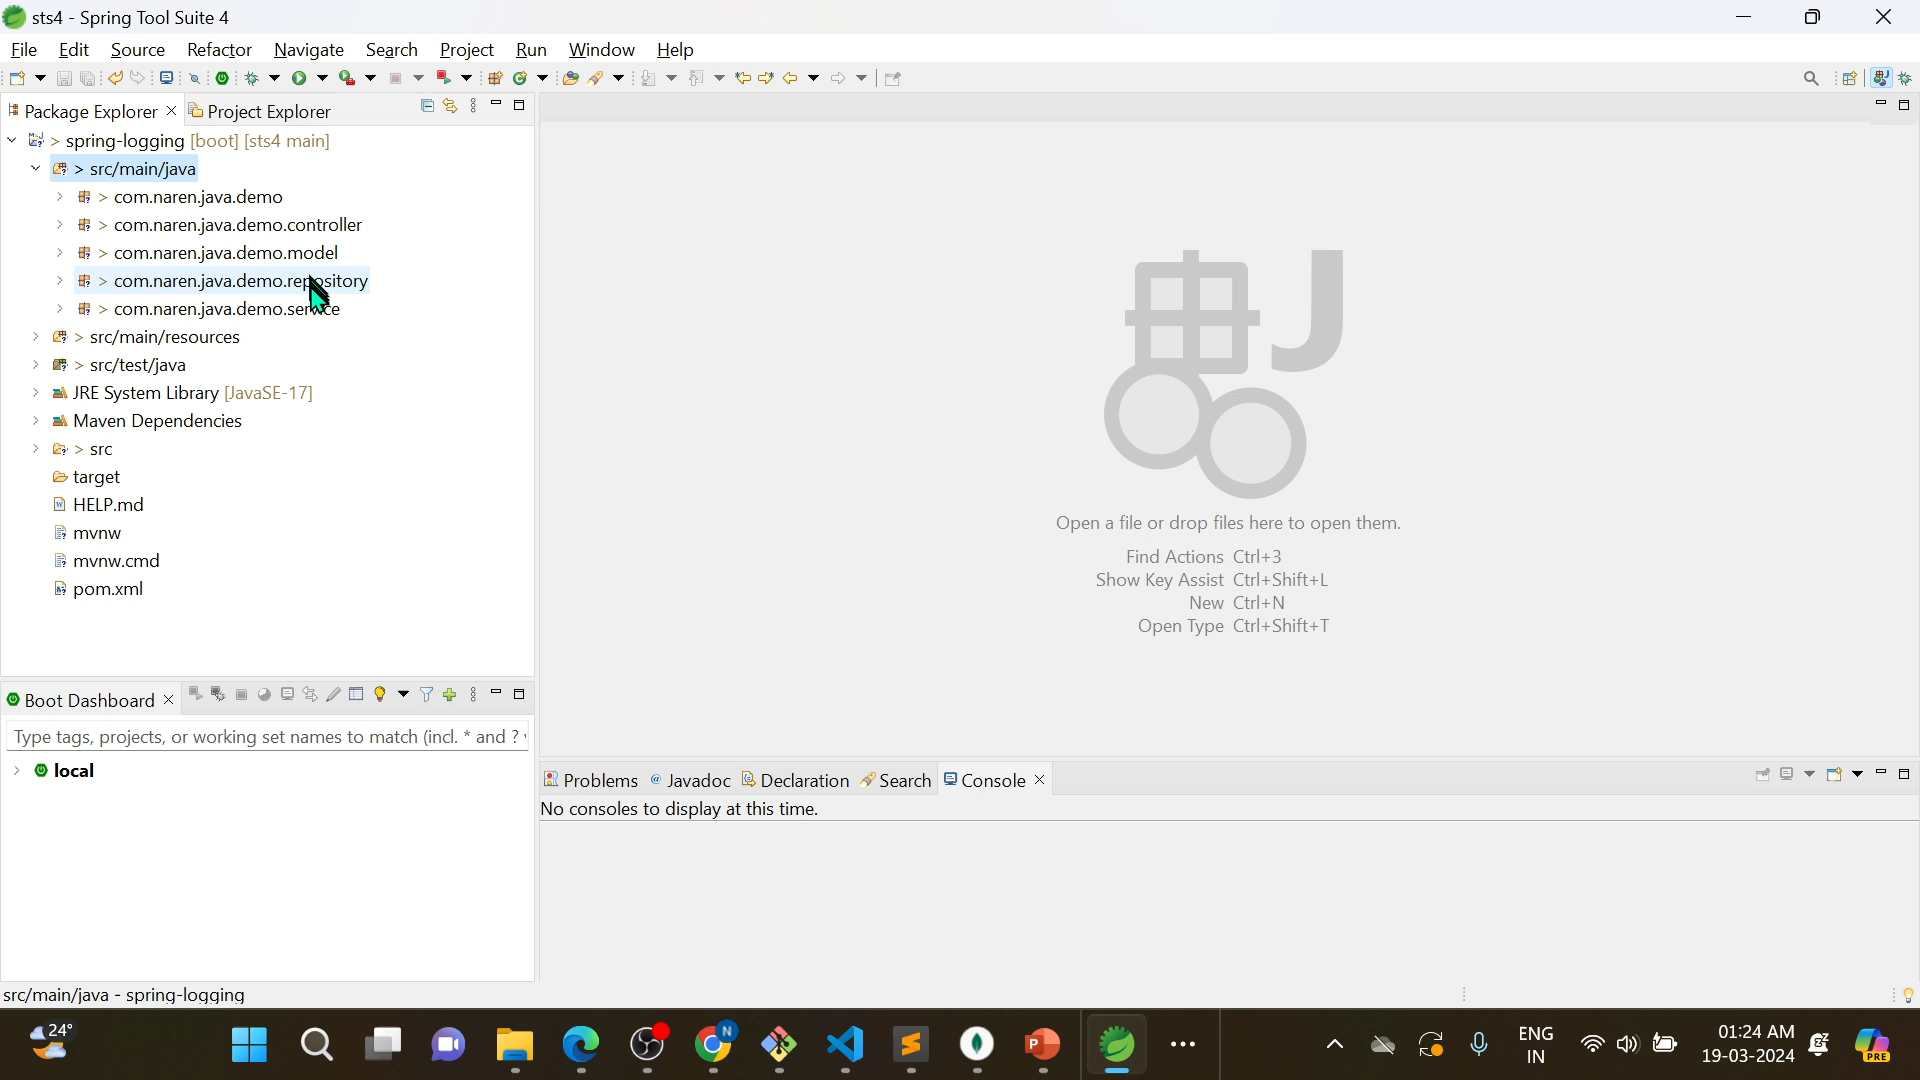 sts4 - Spring Tool Suite 4
File Edit Source Refactor Navigate Search Project Run Window Help
Package Explorer Project Explorer
> spring-logging [boot] [sts4 main]
> src/main/java
> com.naren.java.demo
> com.naren.java.demo.controller
> com.naren.java.demo.model
> com.naren.java.demo.repository
> com.naren.java.demo.service
> src/main/resources
> src/test/java
JRE System Library [JavaSE-17]
Maven Dependencies
> src
target
HELP.md
mvnw
mvnw.cmd
pom.xml
Open a file or drop files here to open them.
Find Actions Ctrl+3
Show Key Assist Ctrl+Shift+L
New Ctrl+N
Open Type Ctrl+Shift+T
Boot Dashboard
Type tags, projects, or working set names to match (incl. * and ?
local
Problems Javadoc Declaration Search Console
No consoles to display at this time.
src/main/java - spring-logging
24°
N
ENG
IN
01:24 AM
19-03-2024
PRE